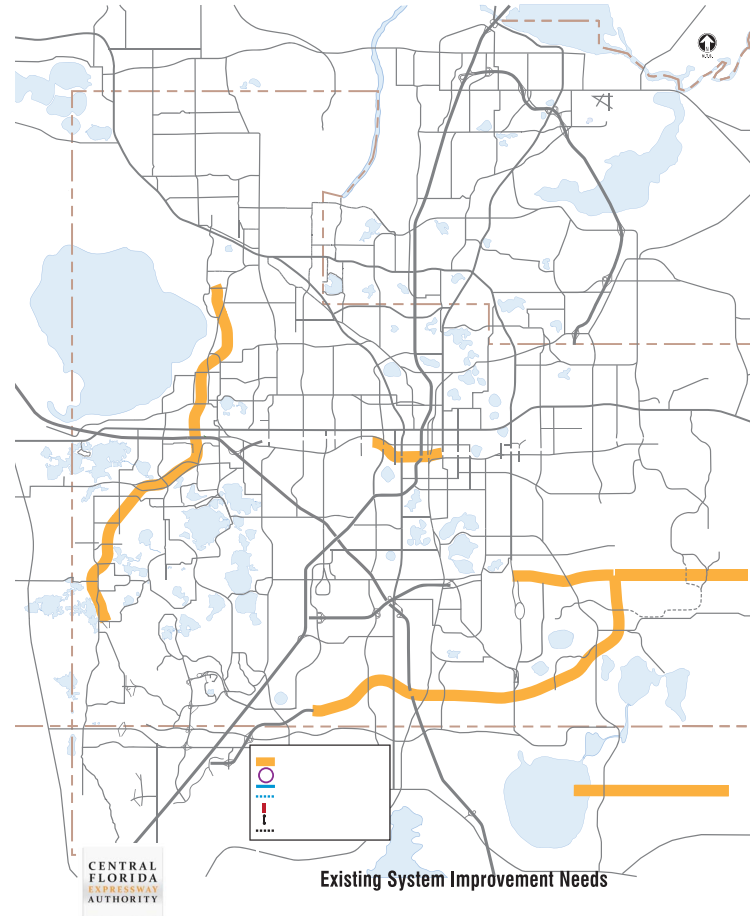 CENTRAL
FLORIDA
EXPRESSWAY
AUTHORITY
Existing System Improvement Needs